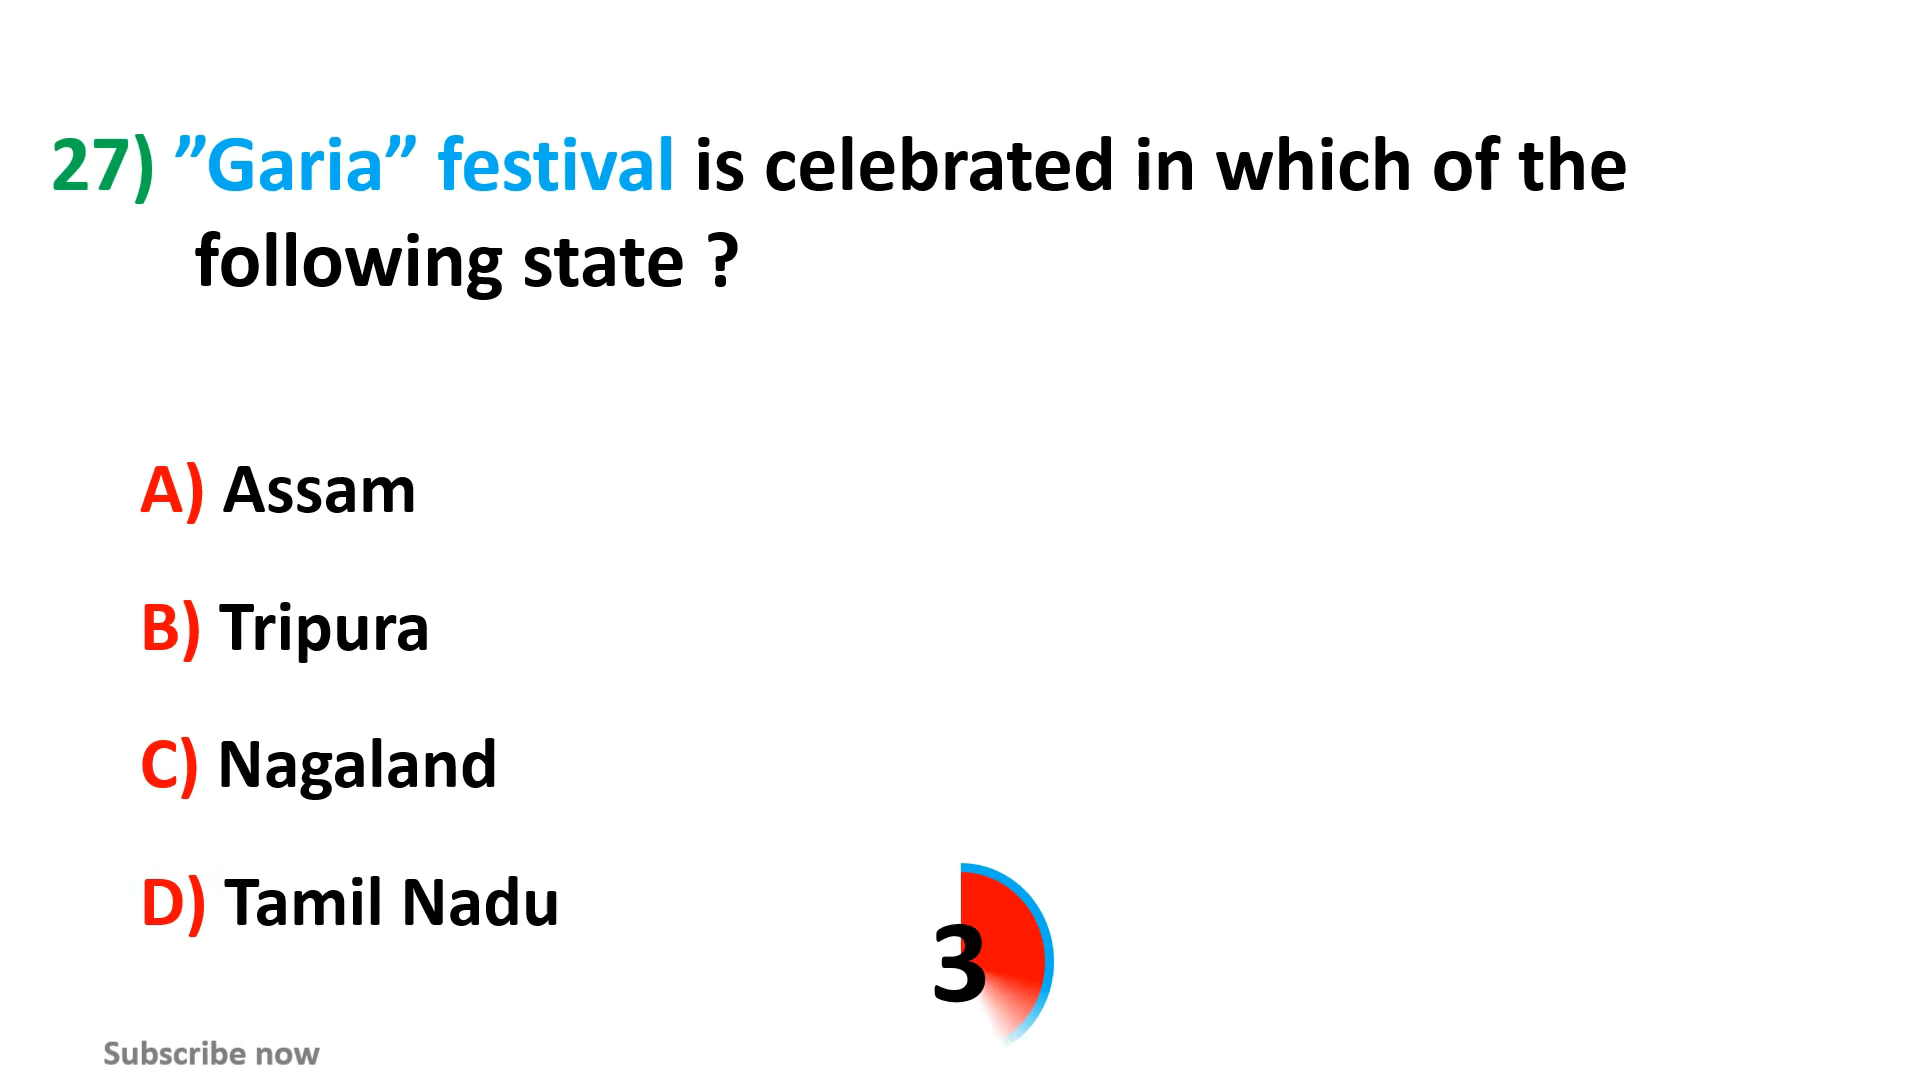 27) ”Garia” festival is celebrated in which of the
following state ?
A) Assam
B) Tripura
C) Nagaland
D) Tamil Nadu
3
Subscribe now